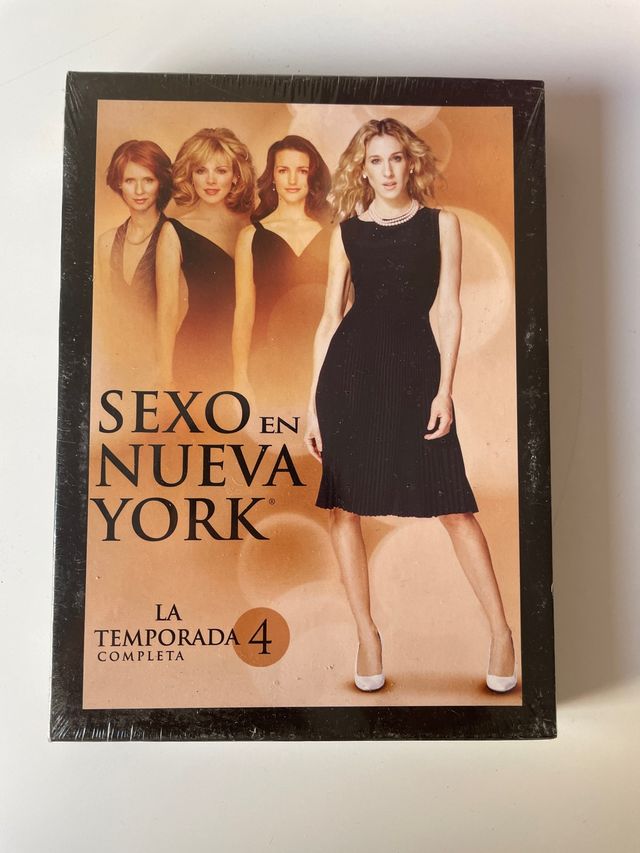 SEXO EN
NUEVA
YORK®
LA
TEMPORADA 4
COMPLETA